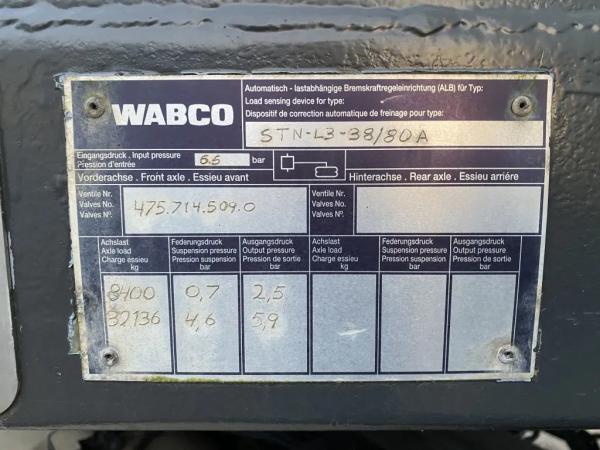 WABCO
Automatisch - lastabhängige Bremskraftregeleinrichtung (ALB) für Typ:
Load sensing device for type:
Dispositif de correction automatique de freinage pour type:
STN-L3-38/80A
Eingangsdruck . Input pressure
Pression d'entrée
6.5 bar
Vorderachse . Front axle . Essieu avant
Hinterachse . Rear axle . Essieu arriére
Ventile Nr.
Valves No.
Valves Nº.
475.714.509.0
Ventile Nr.
Valves No.
Valves Nº.
Achslast
Axle load
Charge essieu
kg
Federungsdruck
Suspension pressure
Pression suspension
bar
Ausgangsdruck
Output pressure
Pression de sortie
bar
Achslast
Axle load
Charge essieu
kg
Federungsdruck
Suspension pressure
Pression suspension
bar
Ausgangsdruck
Output pressure
Pression de sortie
bar
8400 0,7 2,5
32136 4,6 5,9